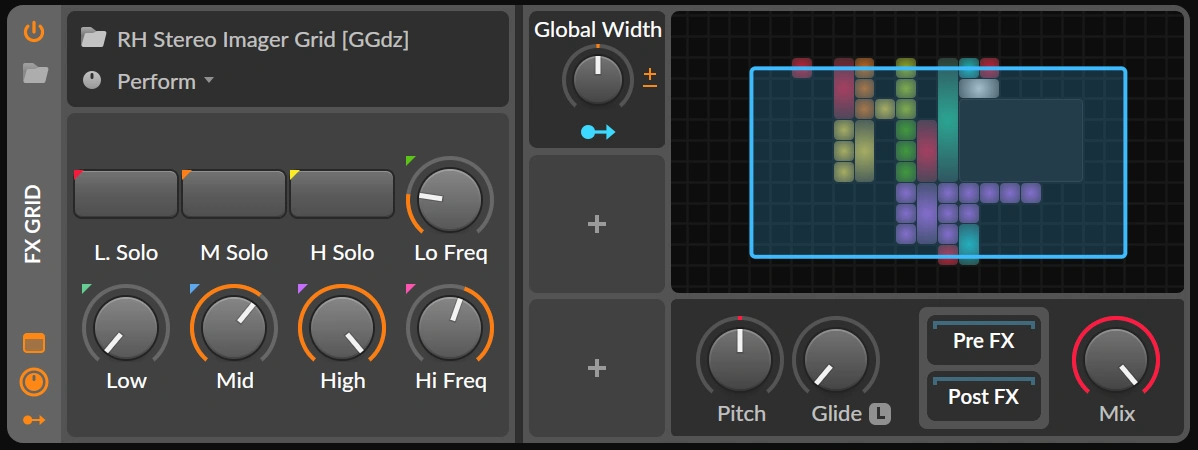 FX GRID
RH Stereo Imager Grid [GGdz]
Perform
L. Solo
M Solo
H Solo
Lo Freq
Low
Mid
High
Hi Freq
Global Width
Pitch
Glide L
Pre FX
Post FX
Mix